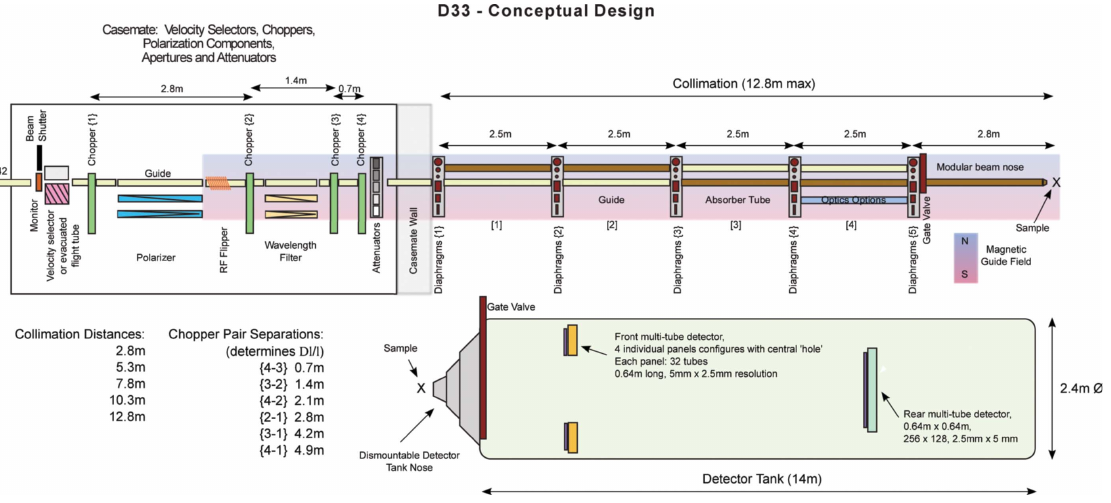 D33 - Conceptual Design
Casemate: Velocity Selectors, Choppers,
Polarization Components,
Apertures and Attenuators
2.8m
1.4m
0.7m
Collimation (12.8m max)
2.5m
2.5m
2.5m
2.5m
2.8m
Beam
Shutter
Chopper {1}
Chopper {2}
Chopper {3}
Chopper {4}
Guide
Monitor
Velocity selector
or evacuated
flight tube
Polarizer
RF Flipper
Wavelength
Filter
Attenuators
Casemate Wall
Diaphragms {1}
[1]
Diaphragms {2}
Guide
[2]
Diaphragms {3}
Absorber Tube
[3]
Diaphragms {4}
Optics Options
[4]
Diaphragms {5}
Gate Valve
Modular beam nose
X
Sample
N
S
Magnetic
Guide Field
Collimation Distances:
2.8m
5.3m
7.8m
10.3m
12.8m
Chopper Pair Separations:
(determines Dl/l)
{4-3} 0.7m
{3-2} 1.4m
{4-2} 2.1m
{2-1} 2.8m
{3-1} 4.2m
{4-1} 4.9m
Gate Valve
Sample
X
Dismountable Detector
Tank Nose
Front multi-tube detector,
4 individual panels configures with central 'hole'
Each panel: 32 tubes
0.64m long, 5mm x 2.5mm resolution
Rear multi-tube detector,
0.64m x 0.64m,
256 x 128, 2.5mm x 5 mm
2.4m Ø
Detector Tank (14m)